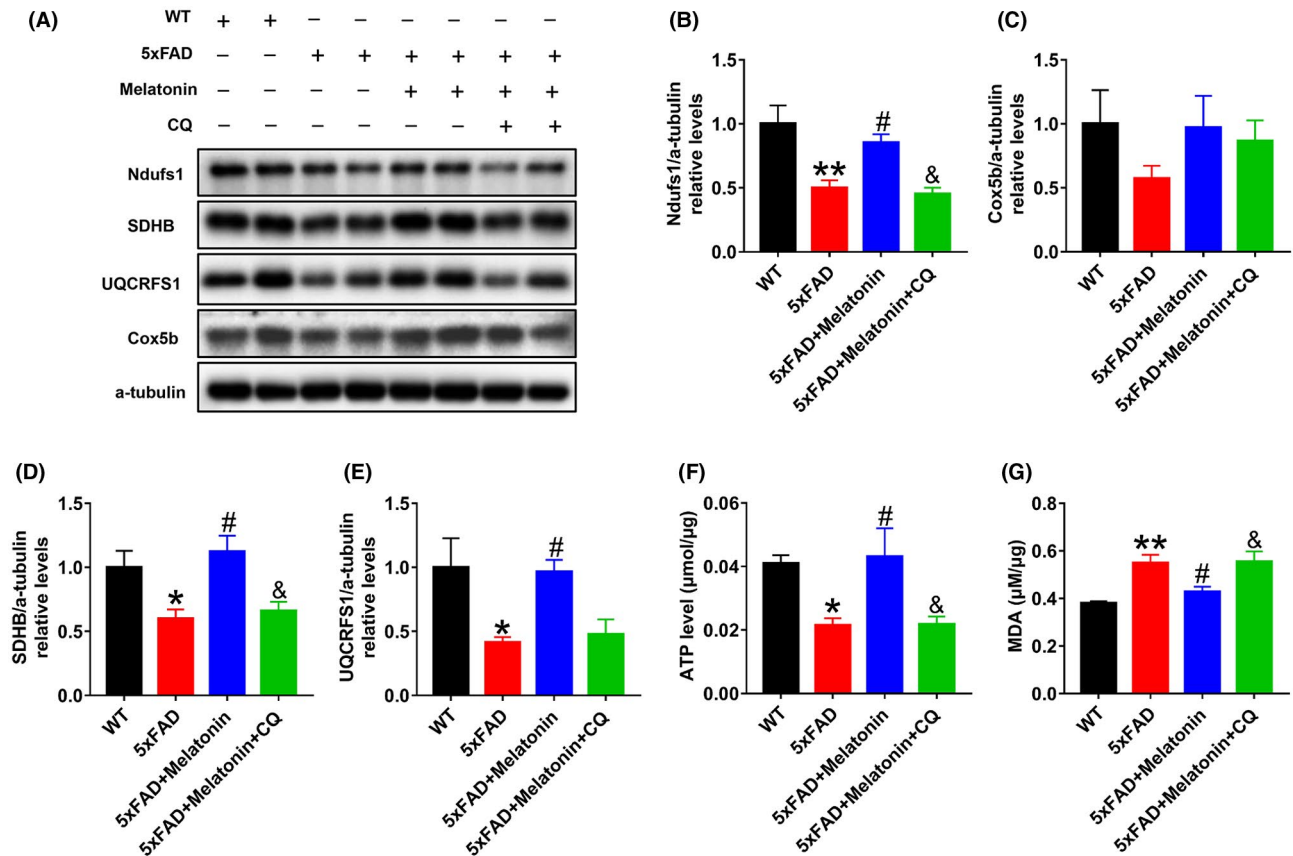 (A)
WT + + – – – – – –
5xFAD – – + + + + + +
Melatonin – – – – + + + +
CQ – – – – – – + +
Ndufs1
SDHB
UQCRFS1
Cox5b
a-tubulin
(B)
Ndufs1/a-tubulin
relative levels
1.5
1.0
0.5
0.0
**
#
&
WT
5xFAD
5xFAD+Melatonin
5xFAD+Melatonin+CQ
(C)
Cox5b/a-tubulin
relative levels
1.5
1.0
0.5
0.0
WT
5xFAD
5xFAD+Melatonin
5xFAD+Melatonin+CQ
(D)
SDHB/a-tubulin
relative levels
1.5
1.0
0.5
0.0
*
#
&
WT
5xFAD
5xFAD+Melatonin
5xFAD+Melatonin+CQ
(E)
UQCRFS1/a-tubulin
relative levels
1.5
1.0
0.5
0.0
*
#
WT
5xFAD
5xFAD+Melatonin
5xFAD+Melatonin+CQ
(F)
ATP level (μmol/μg)
0.06
0.04
0.02
0.00
*
#
&
WT
5xFAD
5xFAD+Melatonin
5xFAD+Melatonin+CQ
(G)
MDA (μM/μg)
0.8
0.6
0.4
0.2
0.0
**
#
&
WT
5xFAD
5xFAD+Melatonin
5xFAD+Melatonin+CQ